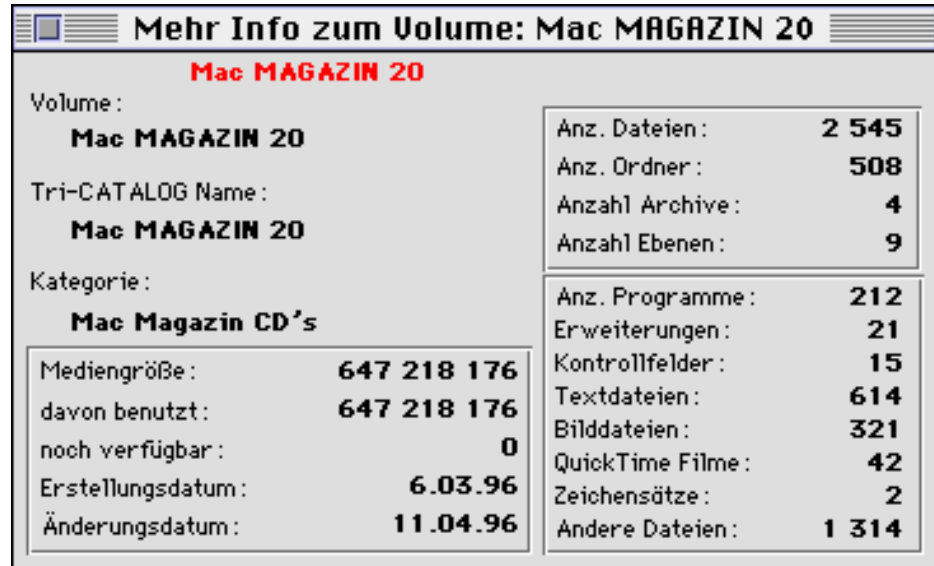 Mehr Info zum Volume: Mac MAGAZIN 20
Mac MAGAZIN 20
Volume:
Mac MAGAZIN 20
Tri-CATALOG Name:
Mac MAGAZIN 20
Kategorie:
Mac Magazin CD's
Mediengröße: 647 218 176
davon benutzt: 647 218 176
noch verfügbar: 0
Erstellungsdatum: 6.03.96
Änderungsdatum: 11.04.96
Anz. Dateien: 2 545
Anz. Ordner: 508
Anzahl Archive: 4
Anzahl Ebenen: 9
Anz. Programme: 212
Erweiterungen: 21
Kontrollfelder: 15
Textdateien: 614
Bilddateien: 321
QuickTime Filme: 42
Zeichensätze: 2
Andere Dateien: 1 314